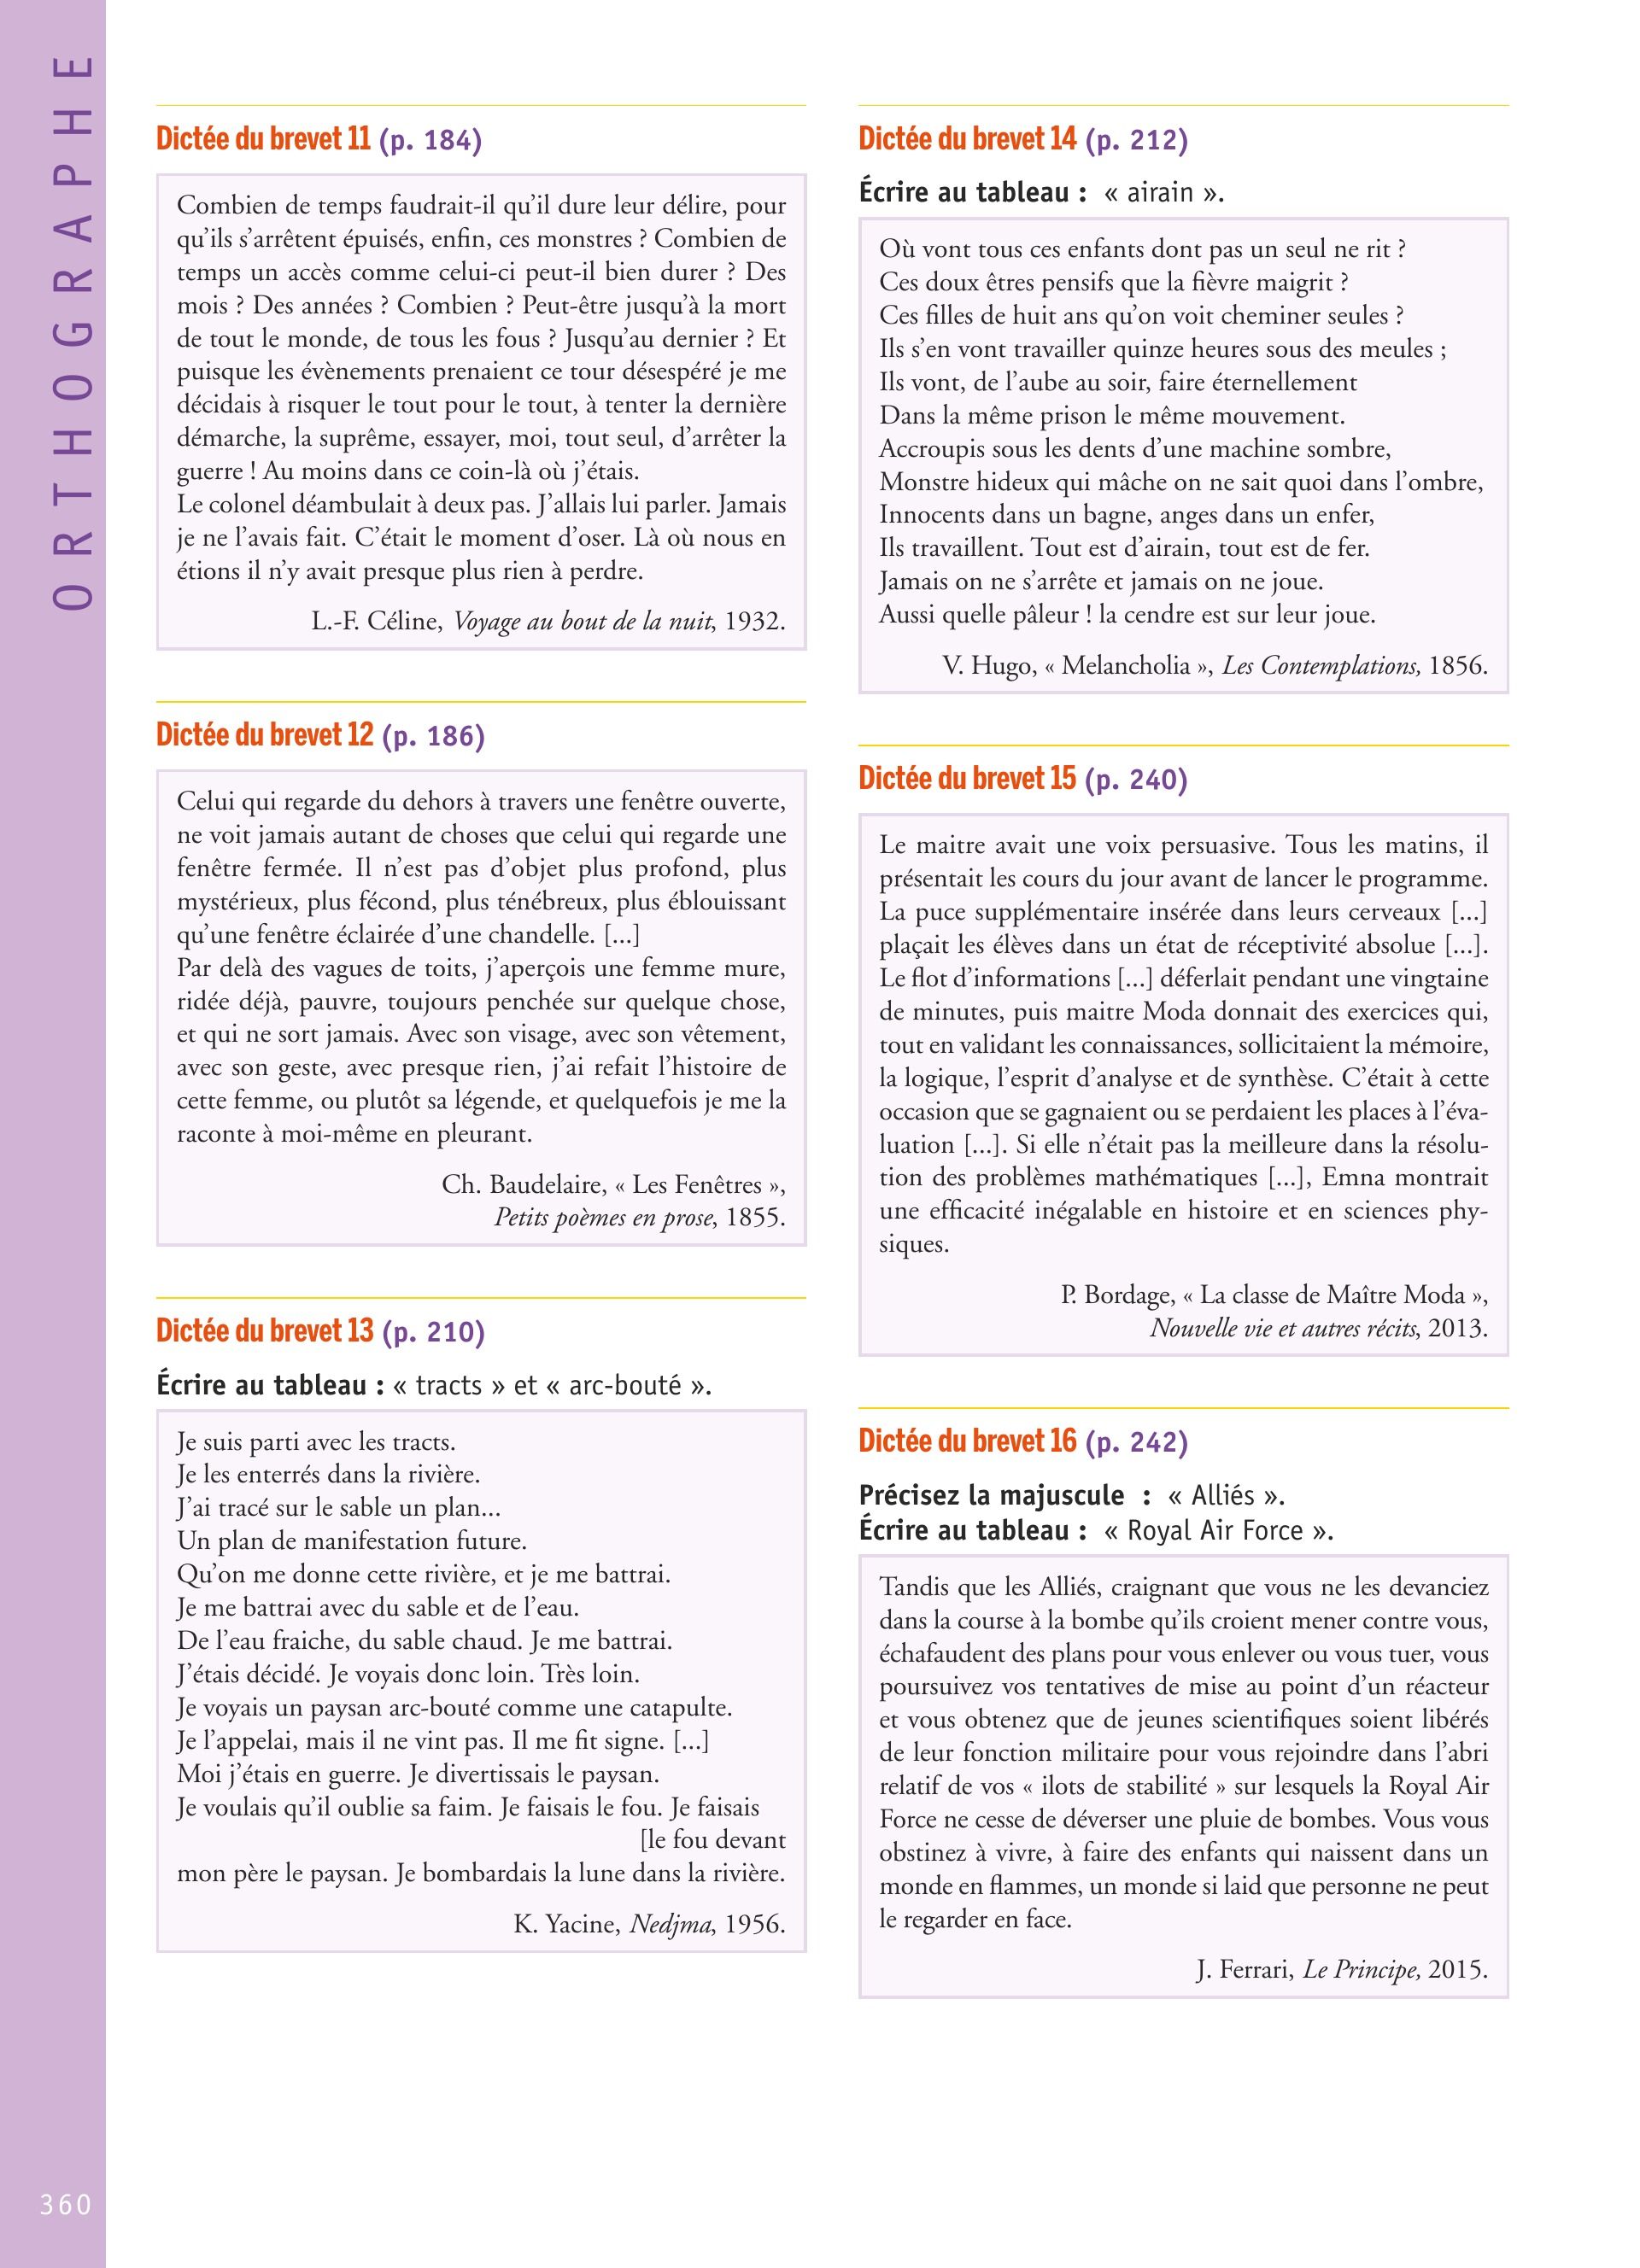 ORTHOGRAPHE
Dictée du brevet 11 (p. 184)
Combien de temps faudrait-il qu’il dure leur délire, pour
qu’ils s’arrêtent épuisés, enfin, ces monstres ? Combien de
temps un accès comme celui-ci peut-il bien durer ? Des
mois ? Des années ? Combien ? Peut-être jusqu’à la mort
de tout le monde, de tous les fous ? Jusqu’au dernier ? Et
puisque les évènements prenaient ce tour désespéré je me
décidais à risquer le tout pour le tout, à tenter la dernière
démarche, la suprême, essayer, moi, tout seul, d’arrêter la
guerre ! Au moins dans ce coin-là où j’étais.
Le colonel déambulait à deux pas. J’allais lui parler. Jamais
je ne l’avais fait. C’était le moment d’oser. Là où nous en
étions il n’y avait presque plus rien à perdre.
L.-F. Céline, Voyage au bout de la nuit, 1932.
Dictée du brevet 12 (p. 186)
Celui qui regarde du dehors à travers une fenêtre ouverte,
ne voit jamais autant de choses que celui qui regarde une
fenêtre fermée. Il n’est pas d’objet plus profond, plus
mystérieux, plus fécond, plus ténébreux, plus éblouissant
qu’une fenêtre éclairée d’une chandelle. [...]
Par delà des vagues de toits, j’aperçois une femme mure,
ridée déjà, pauvre, toujours penchée sur quelque chose,
et qui ne sort jamais. Avec son visage, avec son vêtement,
avec son geste, avec presque rien, j’ai refait l’histoire de
cette femme, ou plutôt sa légende, et quelquefois je me la
raconte à moi-même en pleurant.
Ch. Baudelaire, « Les Fenêtres »,
Petits poèmes en prose, 1855.
Dictée du brevet 13 (p. 210)
Écrire au tableau : « tracts » et « arc-bouté ».
Je suis parti avec les tracts.
Je les enterrés dans la rivière.
J’ai tracé sur le sable un plan...
Un plan de manifestation future.
Qu’on me donne cette rivière, et je me battrai.
Je me battrai avec du sable et de l’eau.
De l’eau fraiche, du sable chaud. Je me battrai.
J’étais décidé. Je voyais donc loin. Très loin.
Je voyais un paysan arc-bouté comme une catapulte.
Je l’appelai, mais il ne vint pas. Il me fit signe. [...]
Moi j’étais en guerre. Je divertissais le paysan.
Je voulais qu’il oublie sa faim. Je faisais le fou. Je faisais
[le fou devant
mon père le paysan. Je bombardais la lune dans la rivière.
K. Yacine, Nedjma, 1956.
Dictée du brevet 14 (p. 212)
Écrire au tableau : « airain ».
Où vont tous ces enfants dont pas un seul ne rit ?
Ces doux êtres pensifs que la fièvre maigrit ?
Ces filles de huit ans qu’on voit cheminer seules ?
Ils s’en vont travailler quinze heures sous des meules ;
Ils vont, de l’aube au soir, faire éternellement
Dans la même prison le même mouvement.
Accroupis sous les dents d’une machine sombre,
Monstre hideux qui mâche on ne sait quoi dans l’ombre,
Innocents dans un bagne, anges dans un enfer,
Ils travaillent. Tout est d’airain, tout est de fer.
Jamais on ne s’arrête et jamais on ne joue.
Aussi quelle pâleur ! la cendre est sur leur joue.
V. Hugo, « Melancholia », Les Contemplations, 1856.
Dictée du brevet 15 (p. 240)
Le maitre avait une voix persuasive. Tous les matins, il
présentait les cours du jour avant de lancer le programme.
La puce supplémentaire insérée dans leurs cerveaux [...]
plaçait les élèves dans un état de réceptivité absolue [...].
Le flot d’informations [...] déferlait pendant une vingtaine
de minutes, puis maitre Moda donnait des exercices qui,
tout en validant les connaissances, sollicitaient la mémoire,
la logique, l’esprit d’analyse et de synthèse. C’était à cette
occasion que se gagnaient ou se perdaient les places à l’éva-
luation [...]. Si elle n’était pas la meilleure dans la résolu-
tion des problèmes mathématiques [...], Emna montrait
une efficacité inégalable en histoire et en sciences phy-
siques.
P. Bordage, « La classe de Maître Moda »,
Nouvelle vie et autres récits, 2013.
Dictée du brevet 16 (p. 242)
Précisez la majuscule : « Alliés ».
Écrire au tableau : « Royal Air Force ».
Tandis que les Alliés, craignant que vous ne les devanciez
dans la course à la bombe qu’ils croient mener contre vous,
échafaudent des plans pour vous enlever ou vous tuer, vous
poursuivez vos tentatives de mise au point d’un réacteur
et vous obtenez que de jeunes scientifiques soient libérés
de leur fonction militaire pour vous rejoindre dans l’abri
relatif de vos « ilots de stabilité » sur lesquels la Royal Air
Force ne cesse de déverser une pluie de bombes. Vous vous
obstinez à vivre, à faire des enfants qui naissent dans un
monde en flammes, un monde si laid que personne ne peut
le regarder en face.
J. Ferrari, Le Principe, 2015.
360